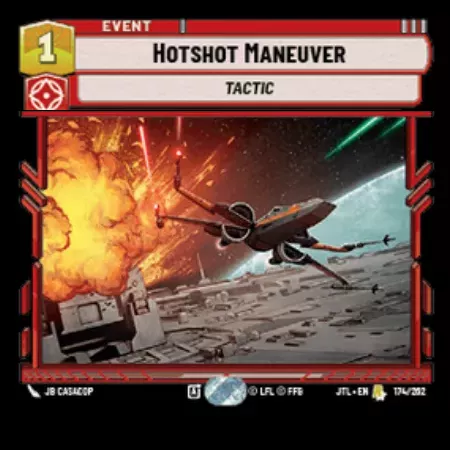 EVENT
1
HOTSHOT MANEUVER
TACTIC
JB CASACOP
A
© LFL © FFG
JTL • EN
174/262